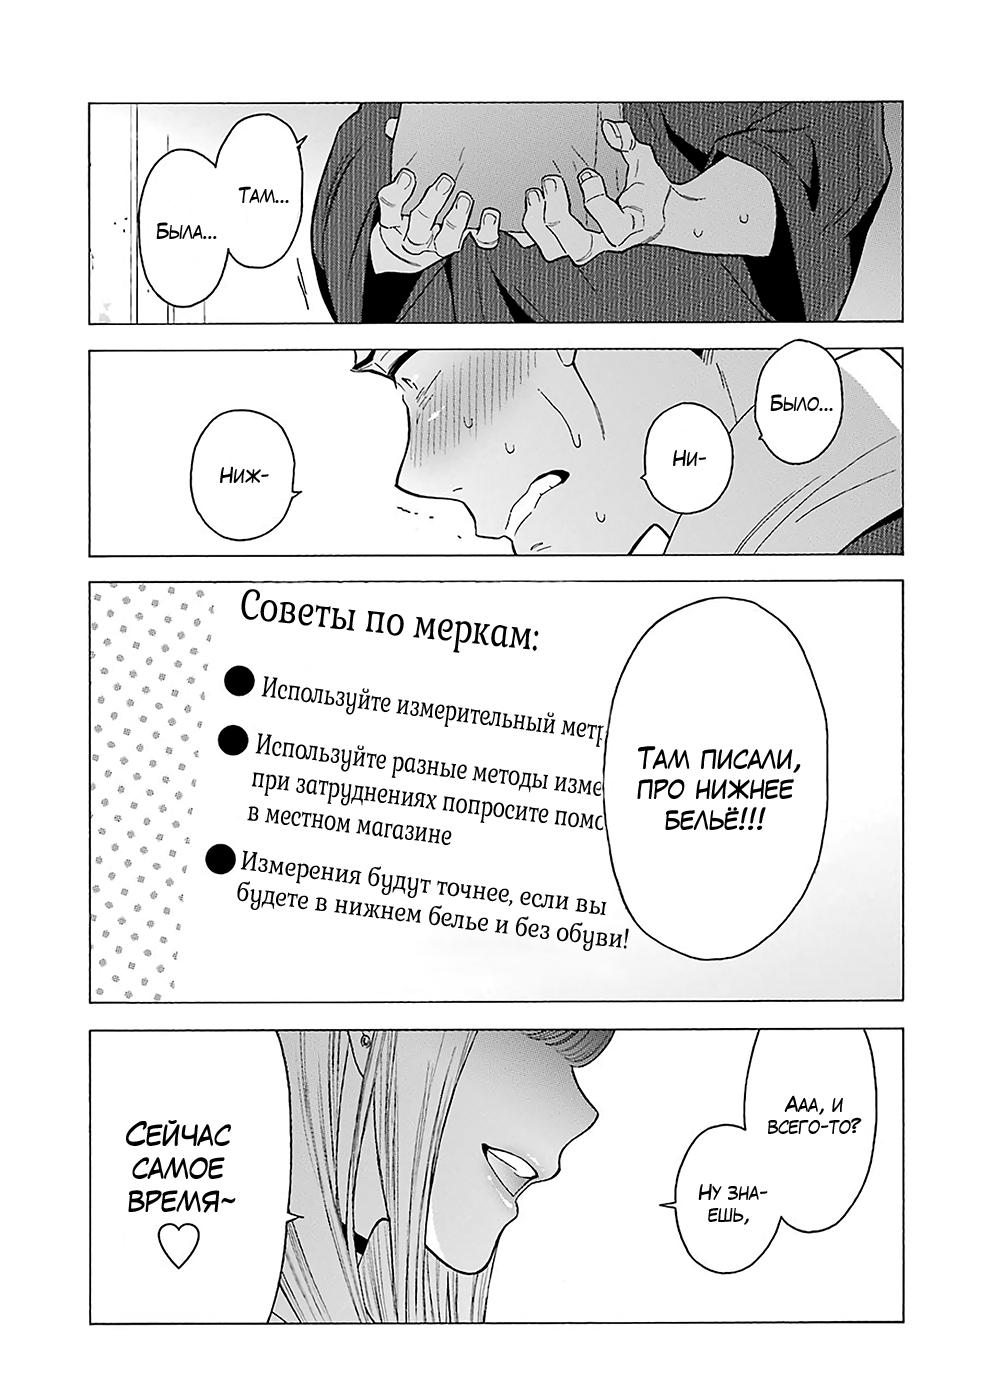 Там...
Была...
Было...
Ни-
Ниж-
Советы по меркам:
Используйте измерительный метр
Используйте разные методы изме
при затруднениях попросите помо
в местном магазине
Измерения будут точнее, если вы
будете в нижнем белье и без обуви!
Там писали,
про нижнее
бельё!!!
Ааа, и
всего-то?
Ну зна-
ешь,
Сейчас
самое
время~
♡